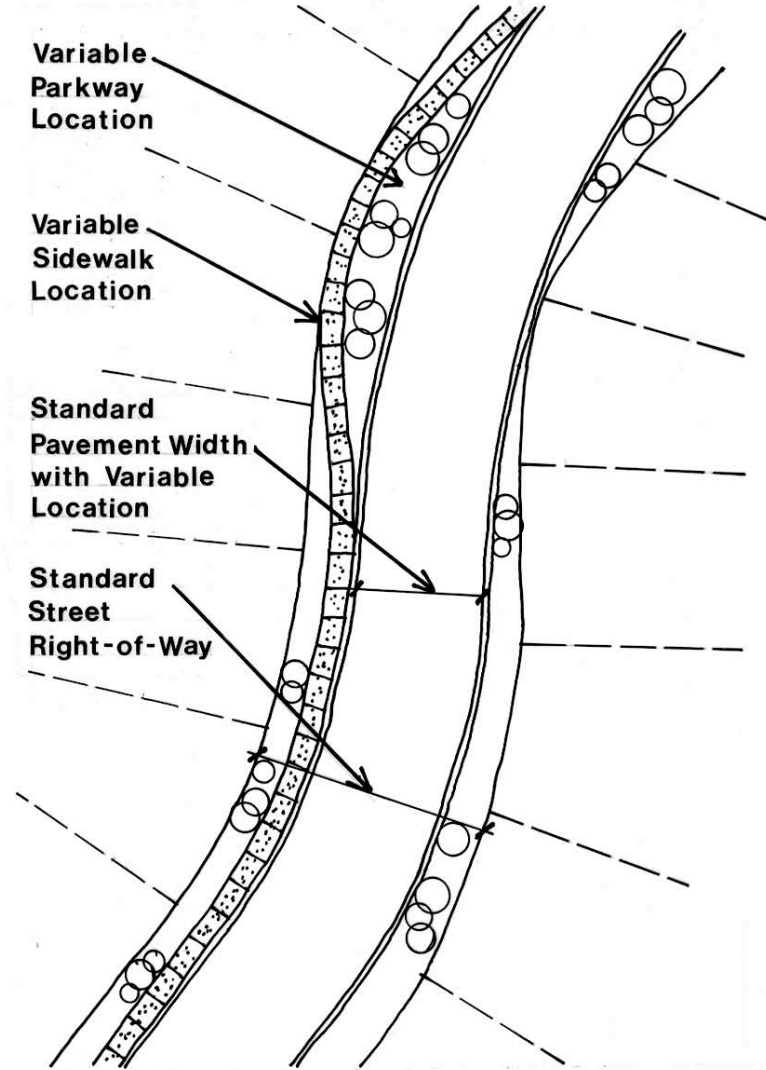 Variable
Parkway
Location
Variable
Sidewalk
Location
Standard
Pavement Width
with Variable
Location
Standard
Street
Right-of-Way